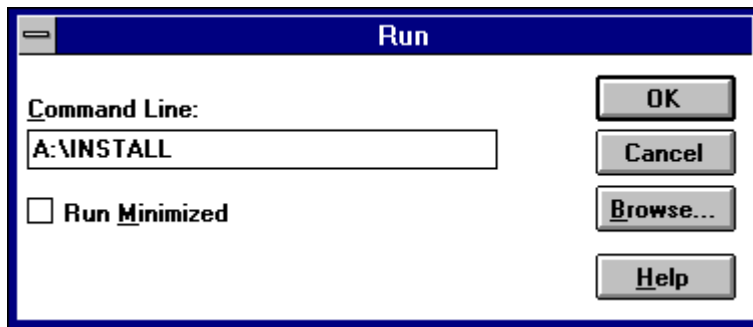 Run
Command Line:
A:\INSTALL
Run Minimized
OK
Cancel
Browse...
Help